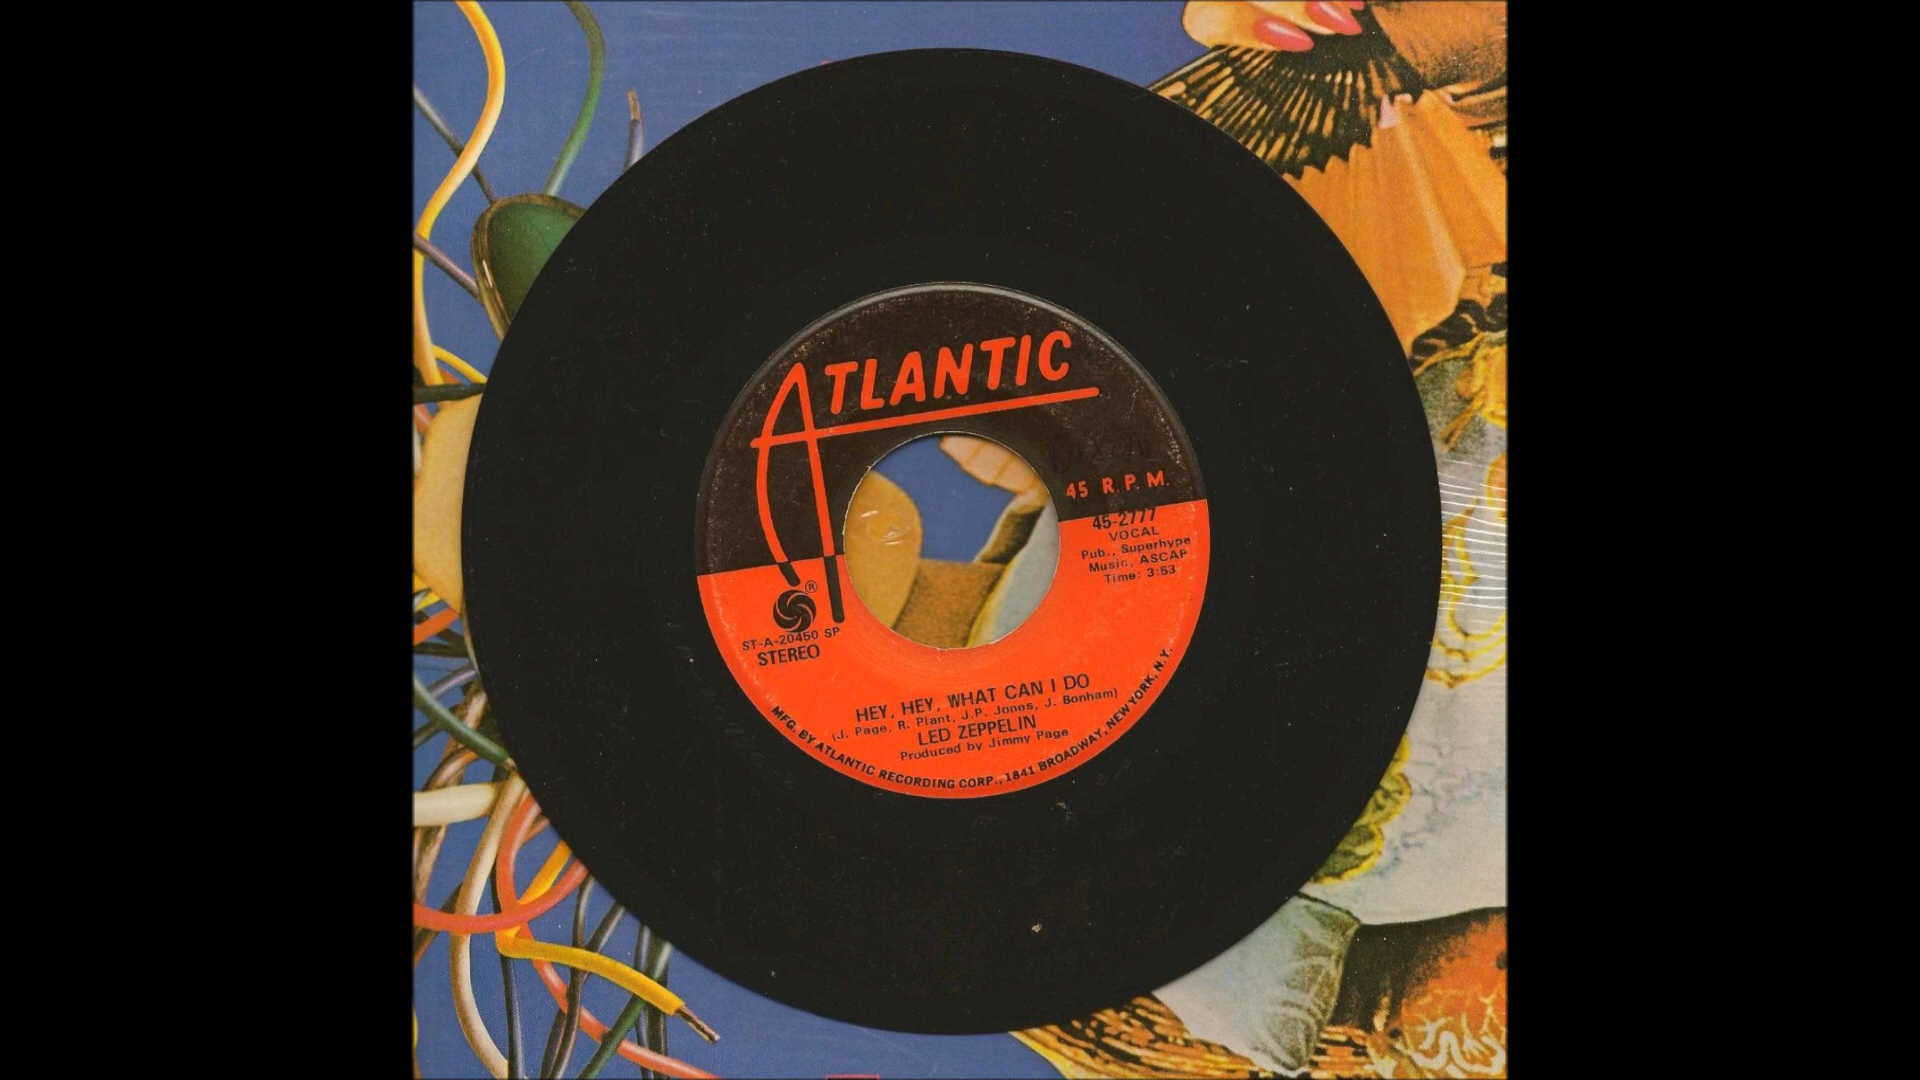 ATLANTIC
45 R.P.M.
45-2777
VOCAL
Pub., Superhype
Music, ASCAP
Time: 3:53
®
ST-A-20450 SP
STEREO
HEY, HEY, WHAT CAN I DO
(J. Page, R. Plant, J.P. Jones, J. Bonham)
LED ZEPPELIN
Produced by Jimmy Page
MFG. BY ATLANTIC RECORDING CORP., 1841 BROADWAY, NEW YORK, N.Y.